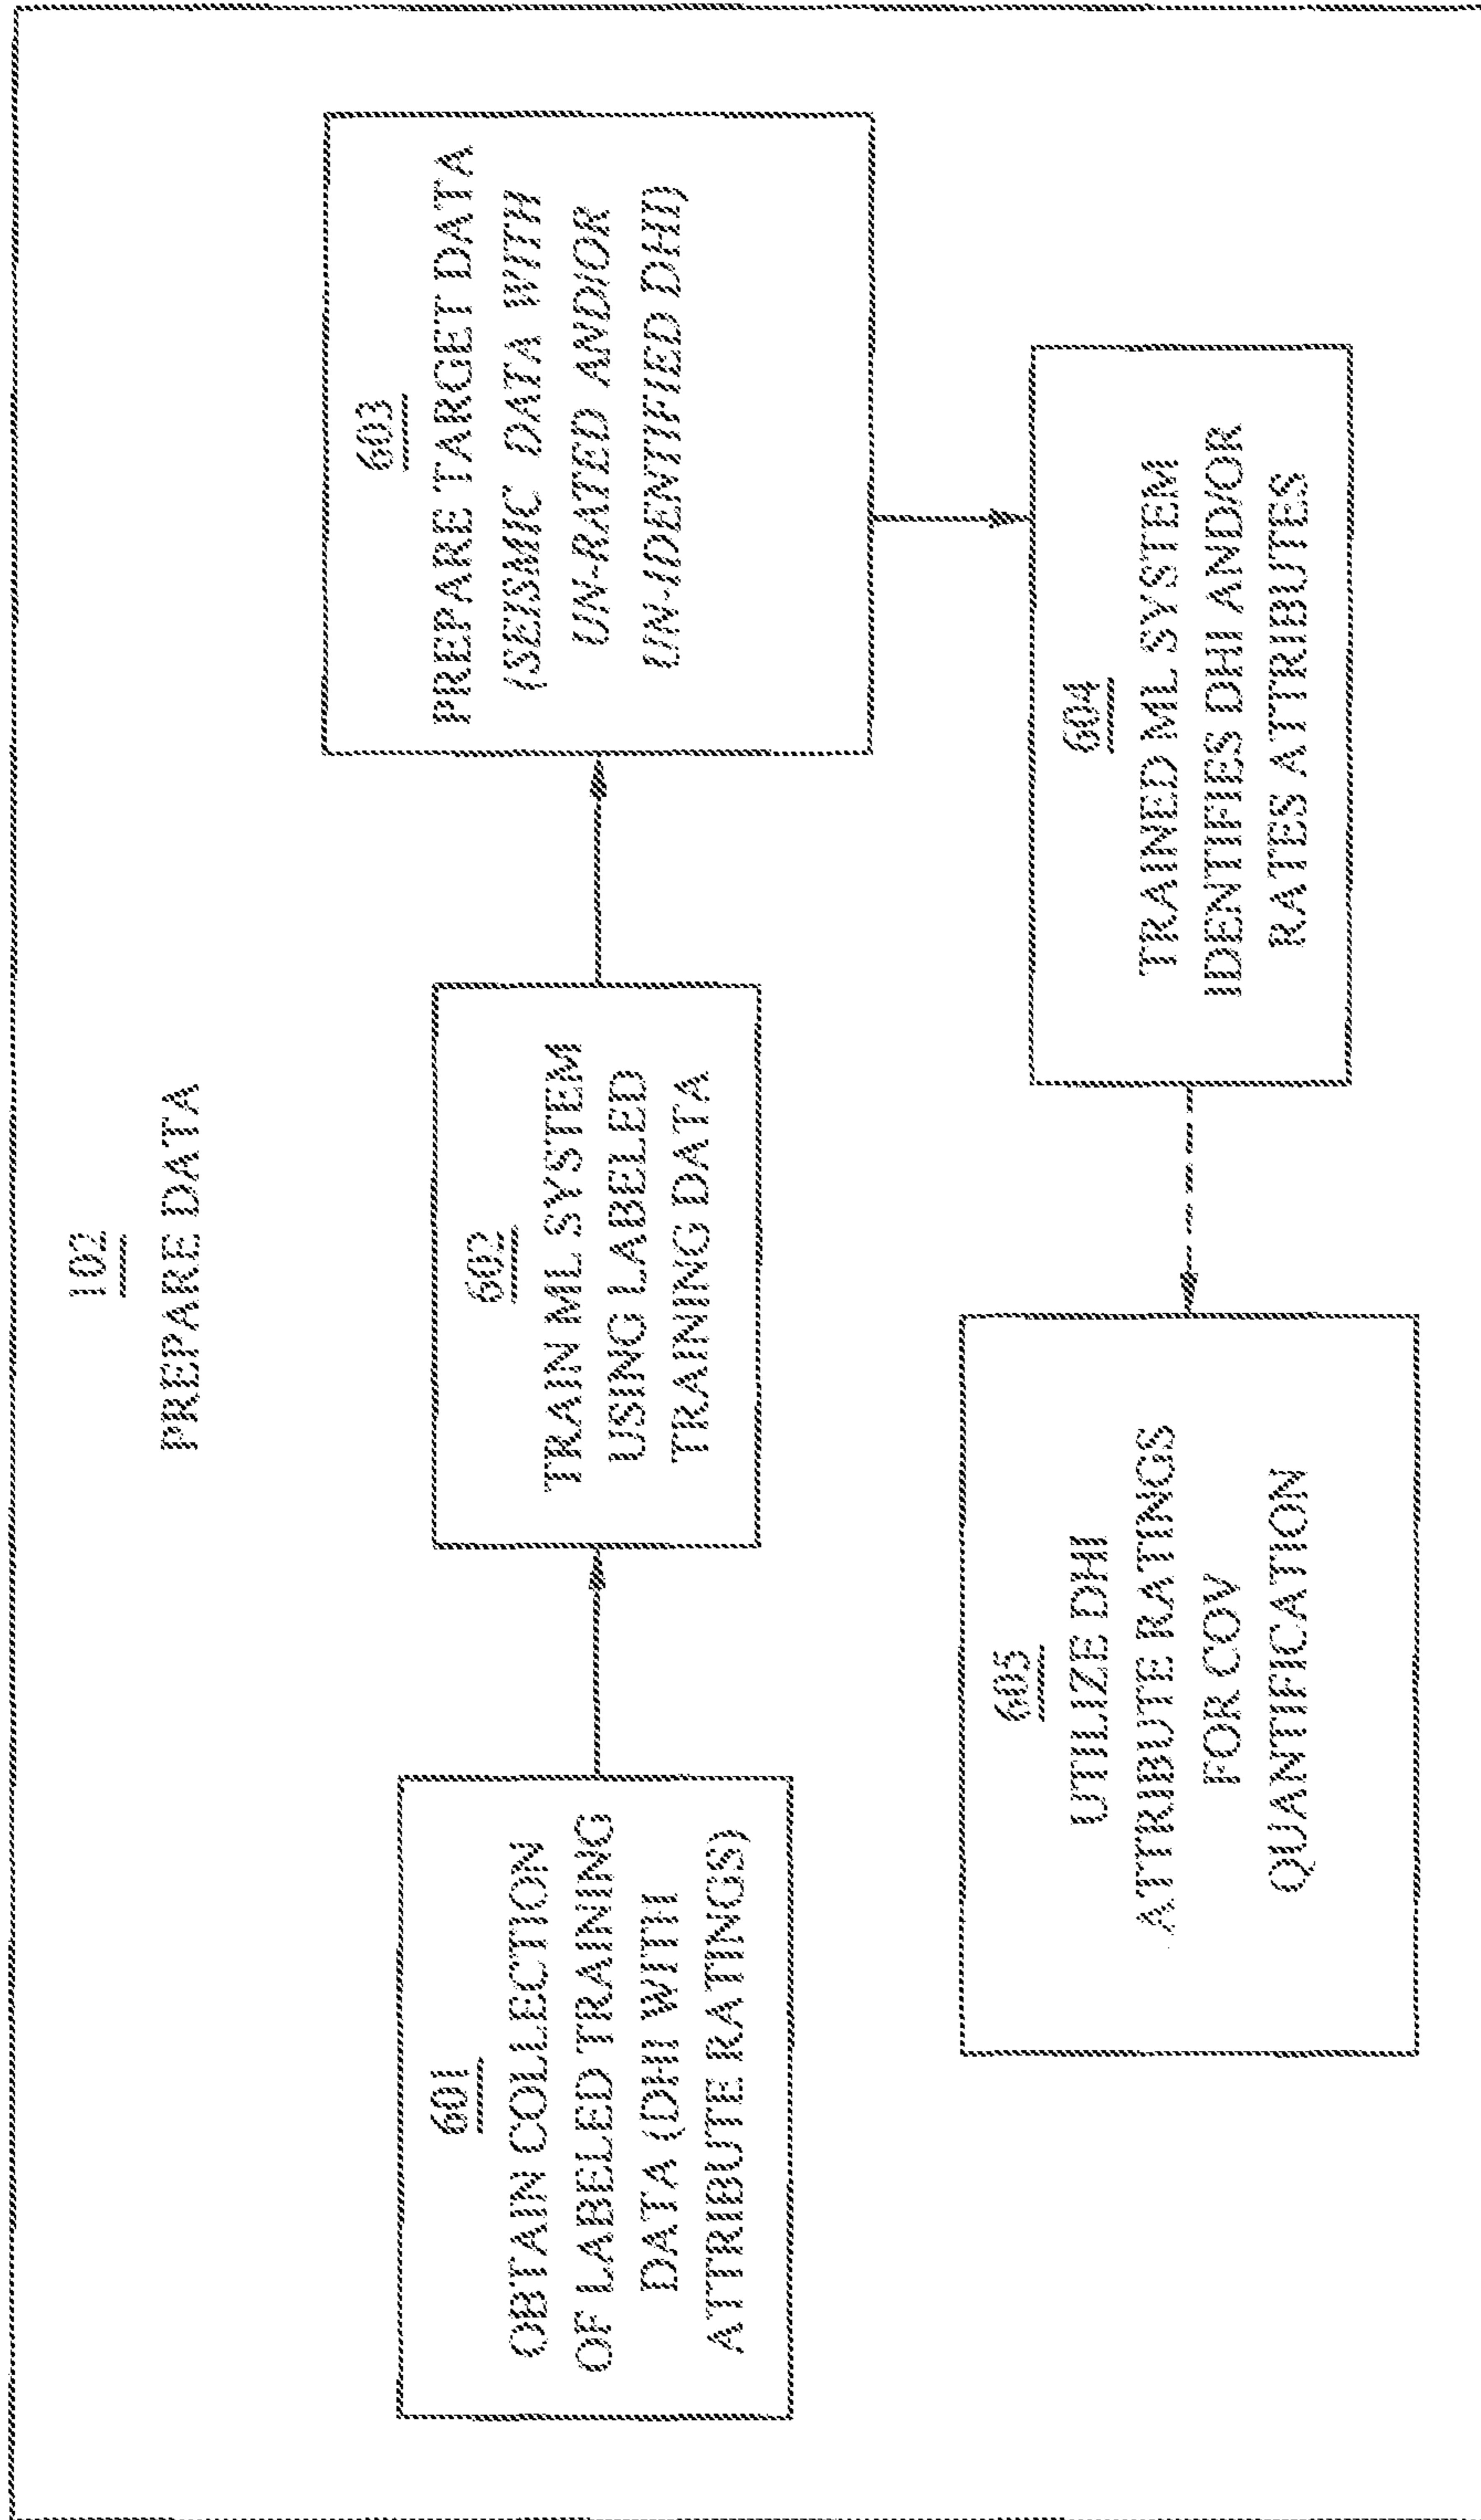 102
PREPARE DATA
601
OBTAIN COLLECTION
OF LABELED TRAINING
DATA (DHI WITH
ATTRIBUTE RATINGS)
602
TRAIN ML SYSTEM
USING LABELED
TRAINING DATA
603
PREPARE TARGET DATA
(SEISMIC DATA WITH
UN-RATED AND/OR
UN-IDENTIFIED DHI)
604
TRAINED ML SYSTEM
IDENTIFIES DHI AND/OR
RATES ATTRIBUTES
605
UTILIZE DHI
ATTRIBUTE RATINGS
FOR COV
QUANTIFICATION